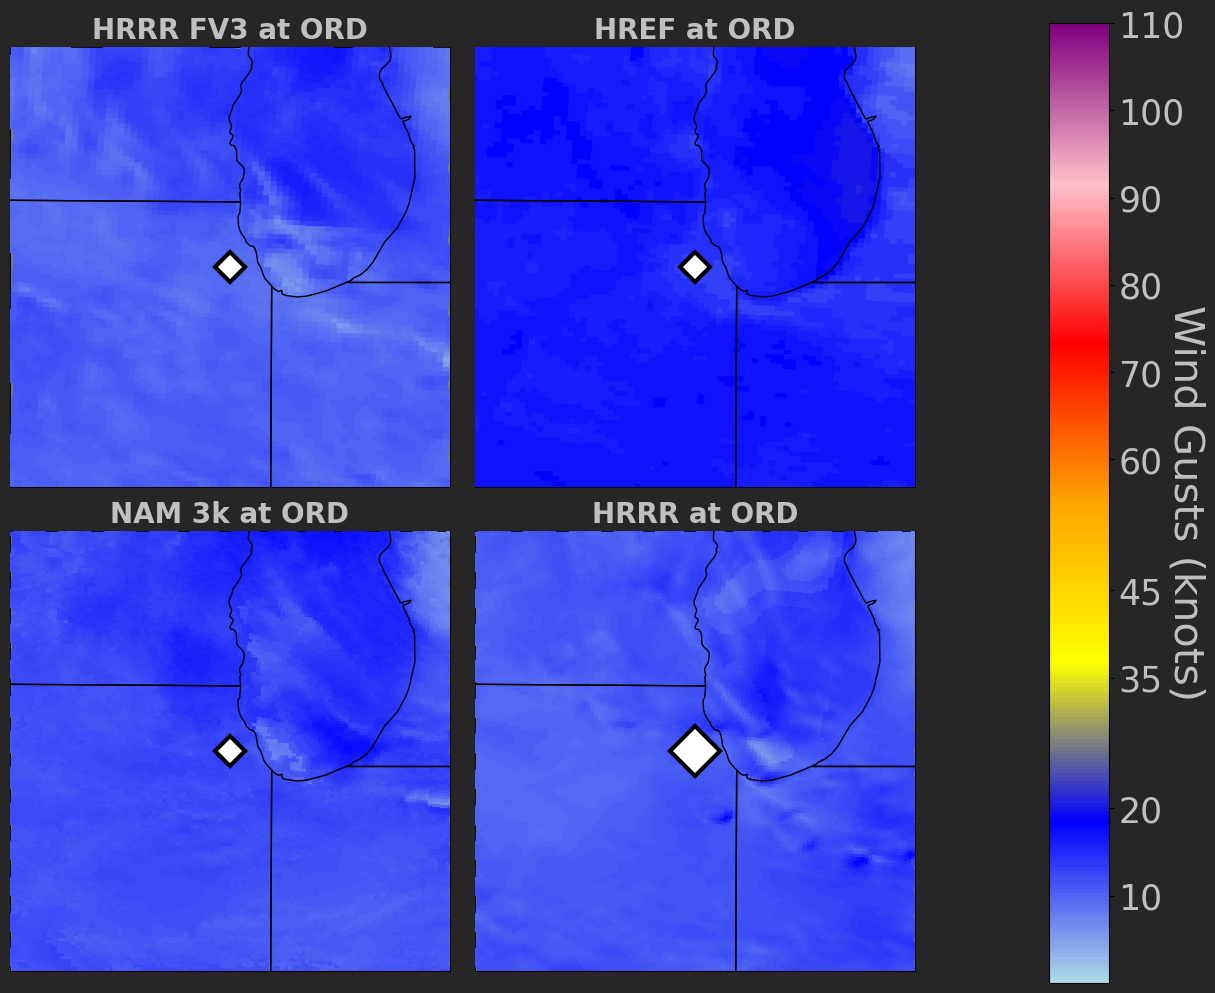 HRRR FV3 at ORD
HREF at ORD
NAM 3k at ORD
HRRR at ORD
110
100
90
80
70
60
45
35
20
10
Wind Gusts (knots)